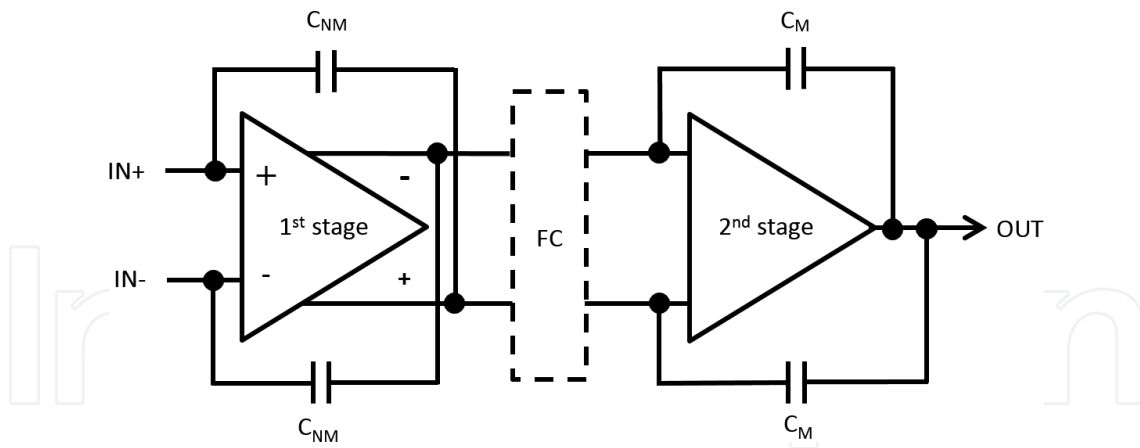 C_NM
C_M
IN+
+
-
1st stage
FC
2nd stage
OUT
IN-
-
+
C_NM
C_M